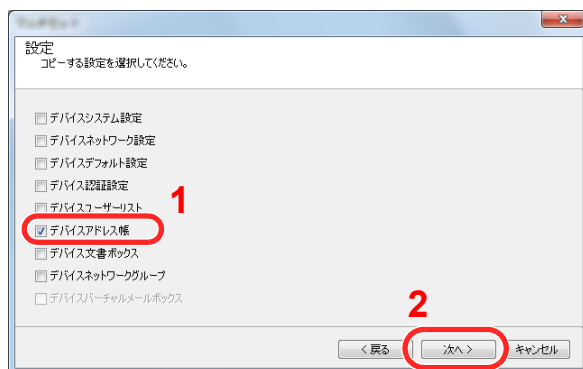 設定
コピーする設定を選択してください。
デバイスシステム設定
デバイスネットワーク設定
デバイスデフォルト設定
デバイス認証設定
デバイスユーザーリスト
1
デバイスアドレス帳
デバイス文書ボックス
デバイスネットワークグループ
デバイスバーチャルメールボックス
2
< 戻る 次へ > キャンセル